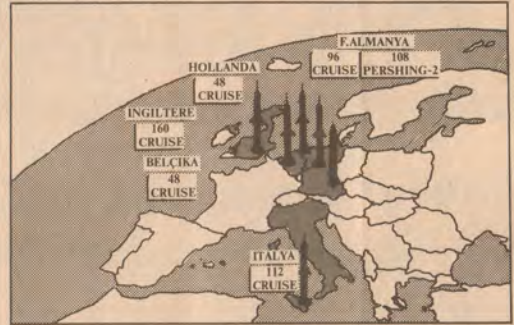 F.ALMANYA
96
CRUISE
108
PERSHING-2
HOLLANDA
48
CRUISE
INGILTERE
160
CRUISE
BELÇIKA
48
CRUISE
ITALYA
112
CRUISE